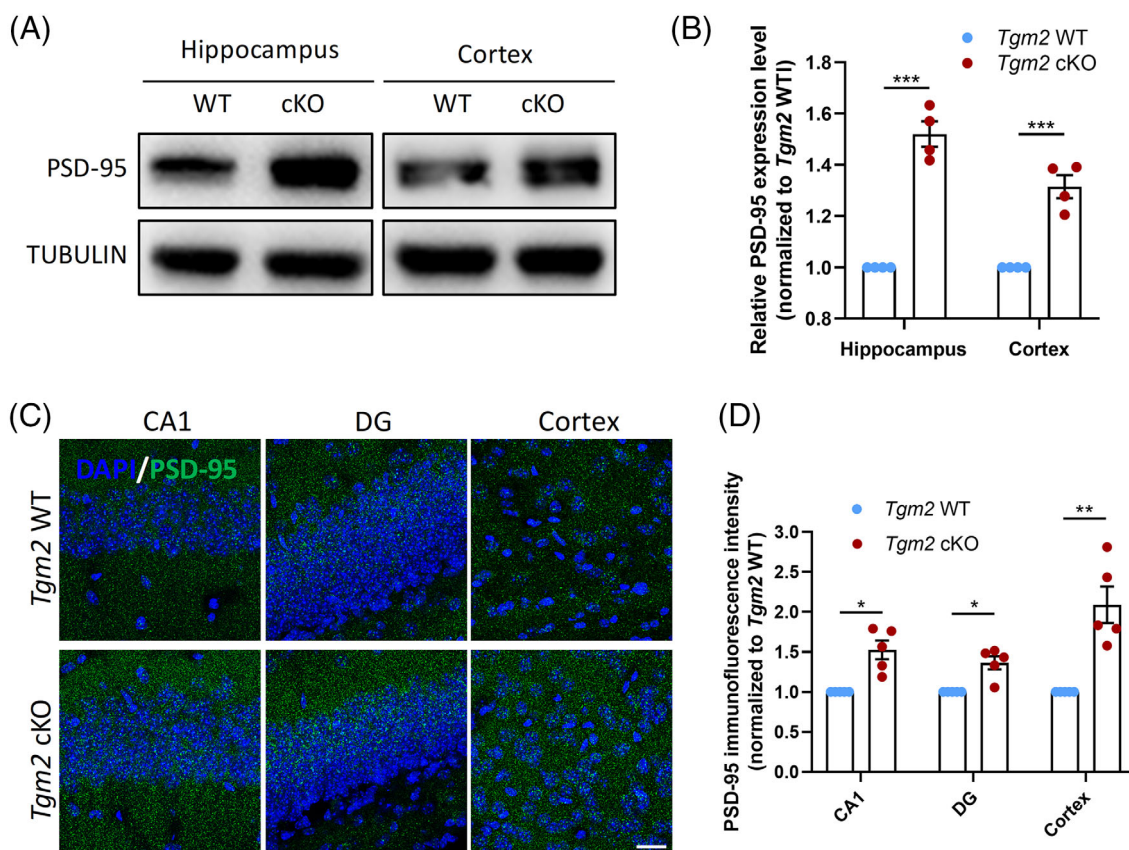 (A)
Hippocampus
Cortex
WT
cKO
WT
cKO
PSD-95
TUBULIN
(B)
Tgm2 WT
Tgm2 cKO
Relative PSD-95 expression level
(normalized to Tgm2 WTI)
1.8
1.6
1.4
1.2
1.0
0.8
***
***
Hippocampus
Cortex
(C)
CA1
DG
Cortex
DAPI/PSD-95
Tgm2 WT
Tgm2 cKO
(D)
Tgm2 WT
Tgm2 cKO
PSD-95 immunofluorescence intensity
(normalized to Tgm2 WT)
3.0
2.5
2.0
1.5
1.0
0.5
0.0
*
*
**
CA1
DG
Cortex